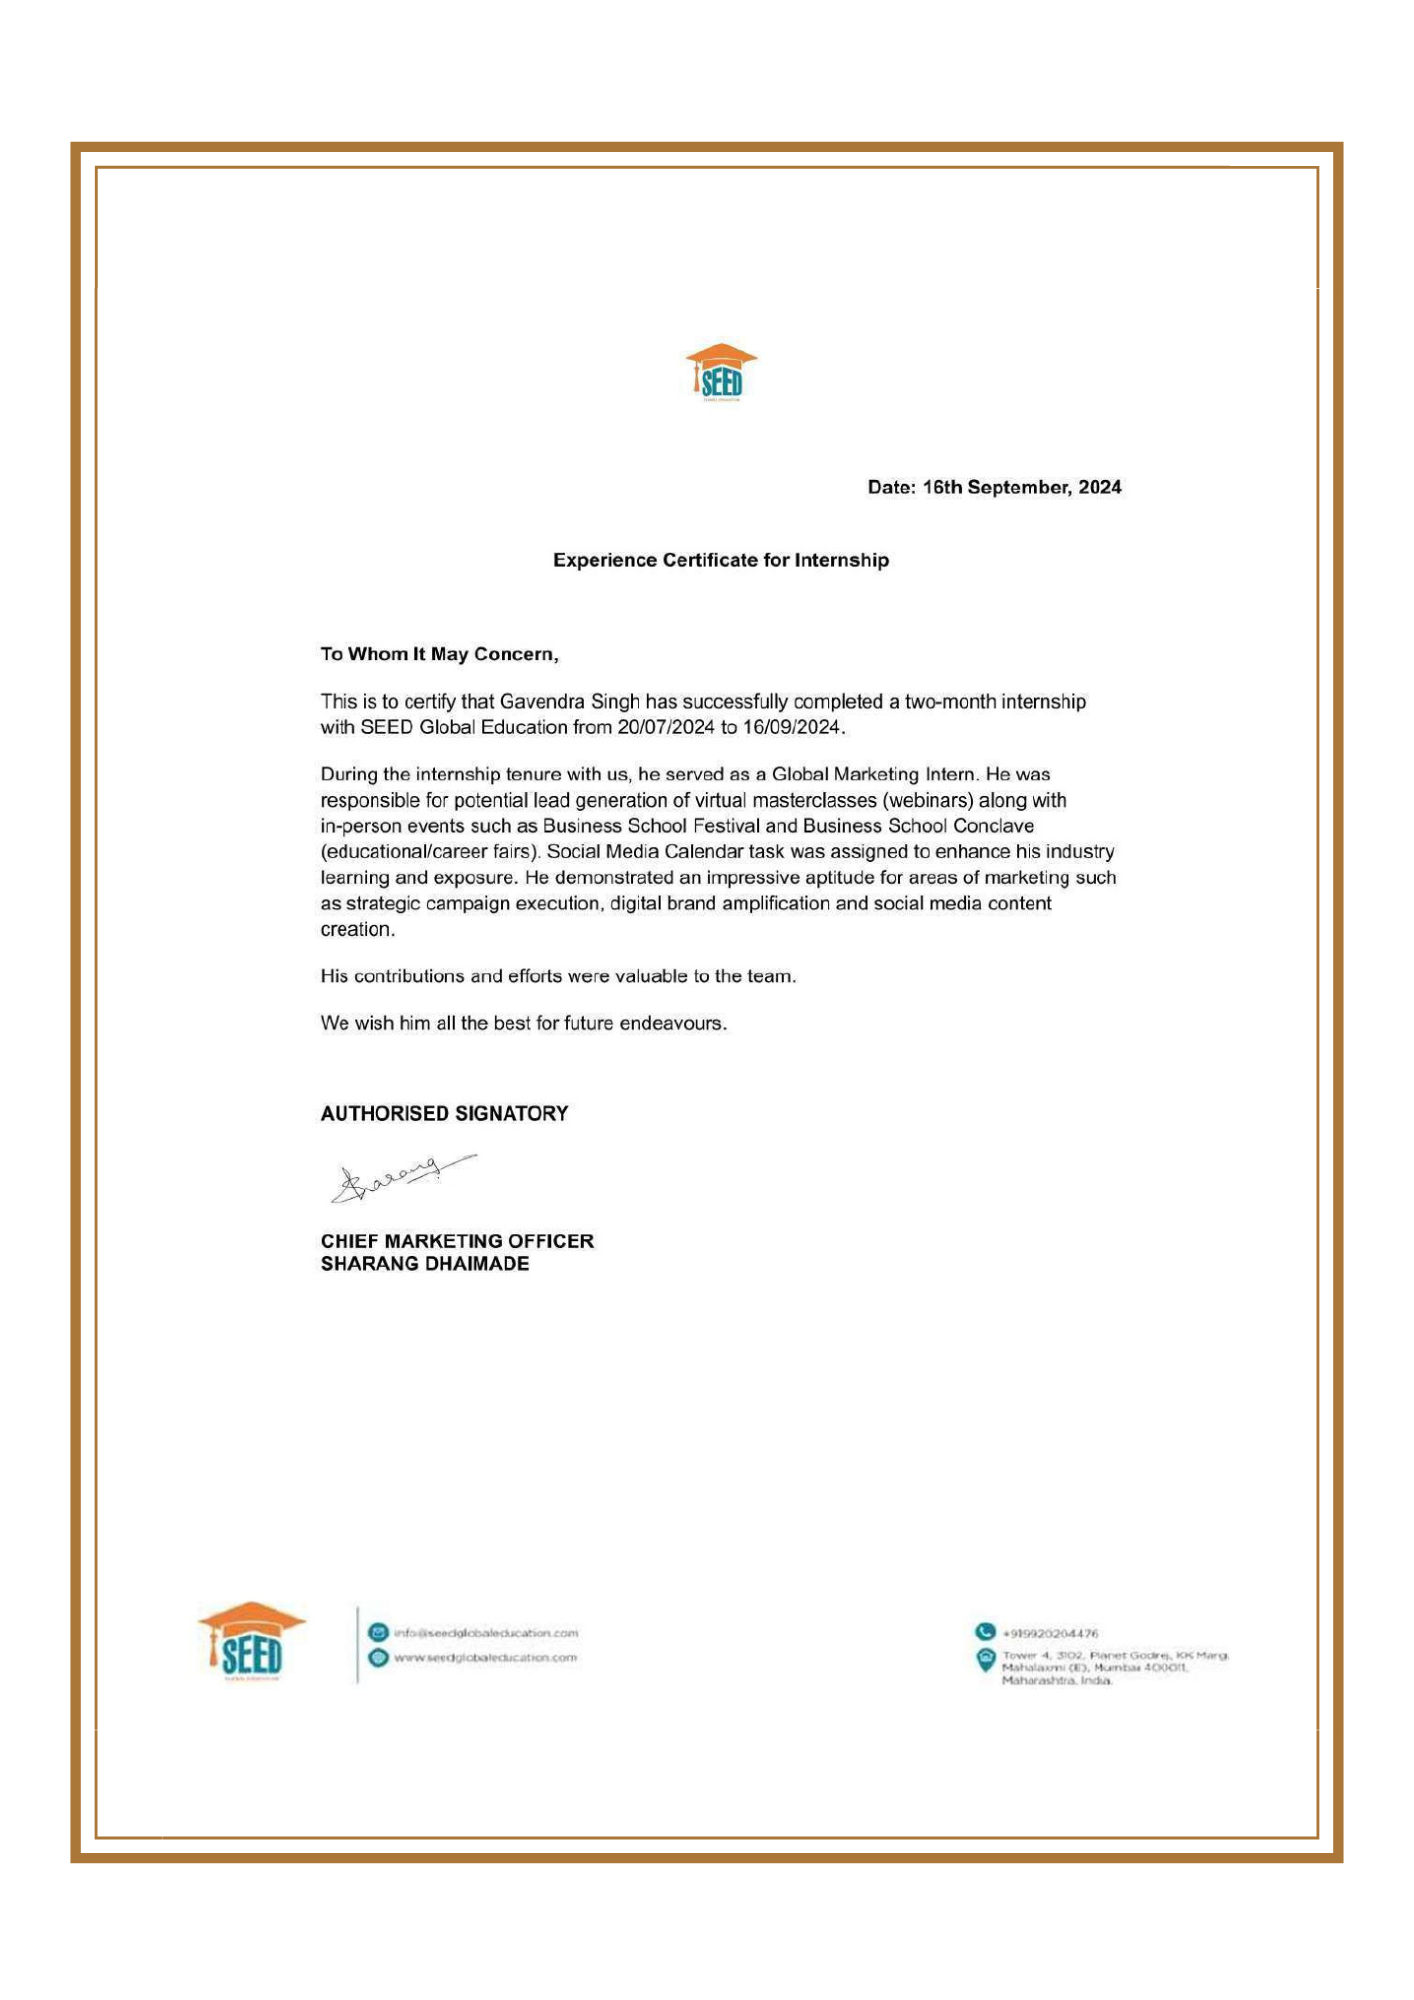 SEED
Date: 16th September, 2024
Experience Certificate for Internship
To Whom It May Concern,
This is to certify that Gavendra Singh has successfully completed a two-month internship
with SEED Global Education from 20/07/2024 to 16/09/2024.
During the internship tenure with us, he served as a Global Marketing Intern. He was
responsible for potential lead generation of virtual masterclasses (webinars) along with
in-person events such as Business School Festival and Business School Conclave
(educational/career fairs). Social Media Calendar task was assigned to enhance his industry
learning and exposure. He demonstrated an impressive aptitude for areas of marketing such
as strategic campaign execution, digital brand amplification and social media content
creation.
His contributions and efforts were valuable to the team.
We wish him all the best for future endeavours.
AUTHORISED SIGNATORY
Sharang
CHIEF MARKETING OFFICER
SHARANG DHAIMADE
SEED
info@seedglobaleducation.com
www.seedglobaleducation.com
+919920204476
Tower 4, 3102, Planet Godrej, KK Marg,
Mahalaxmi (E), Mumbai 400011,
Maharashtra, India.